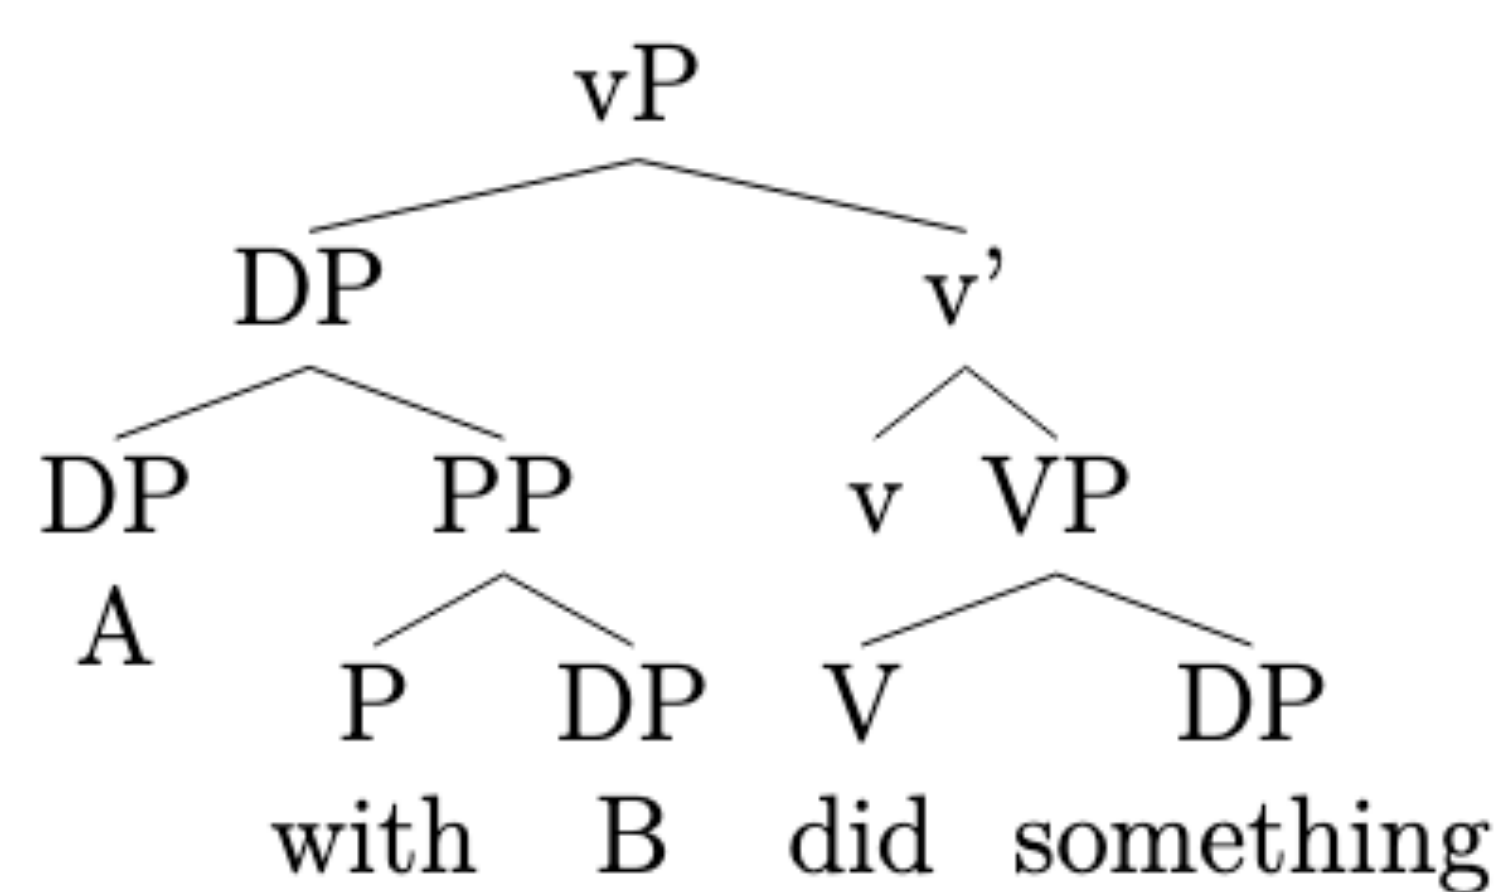 vP
DP v’
DP PP v VP
A
P DP V DP
with B did something